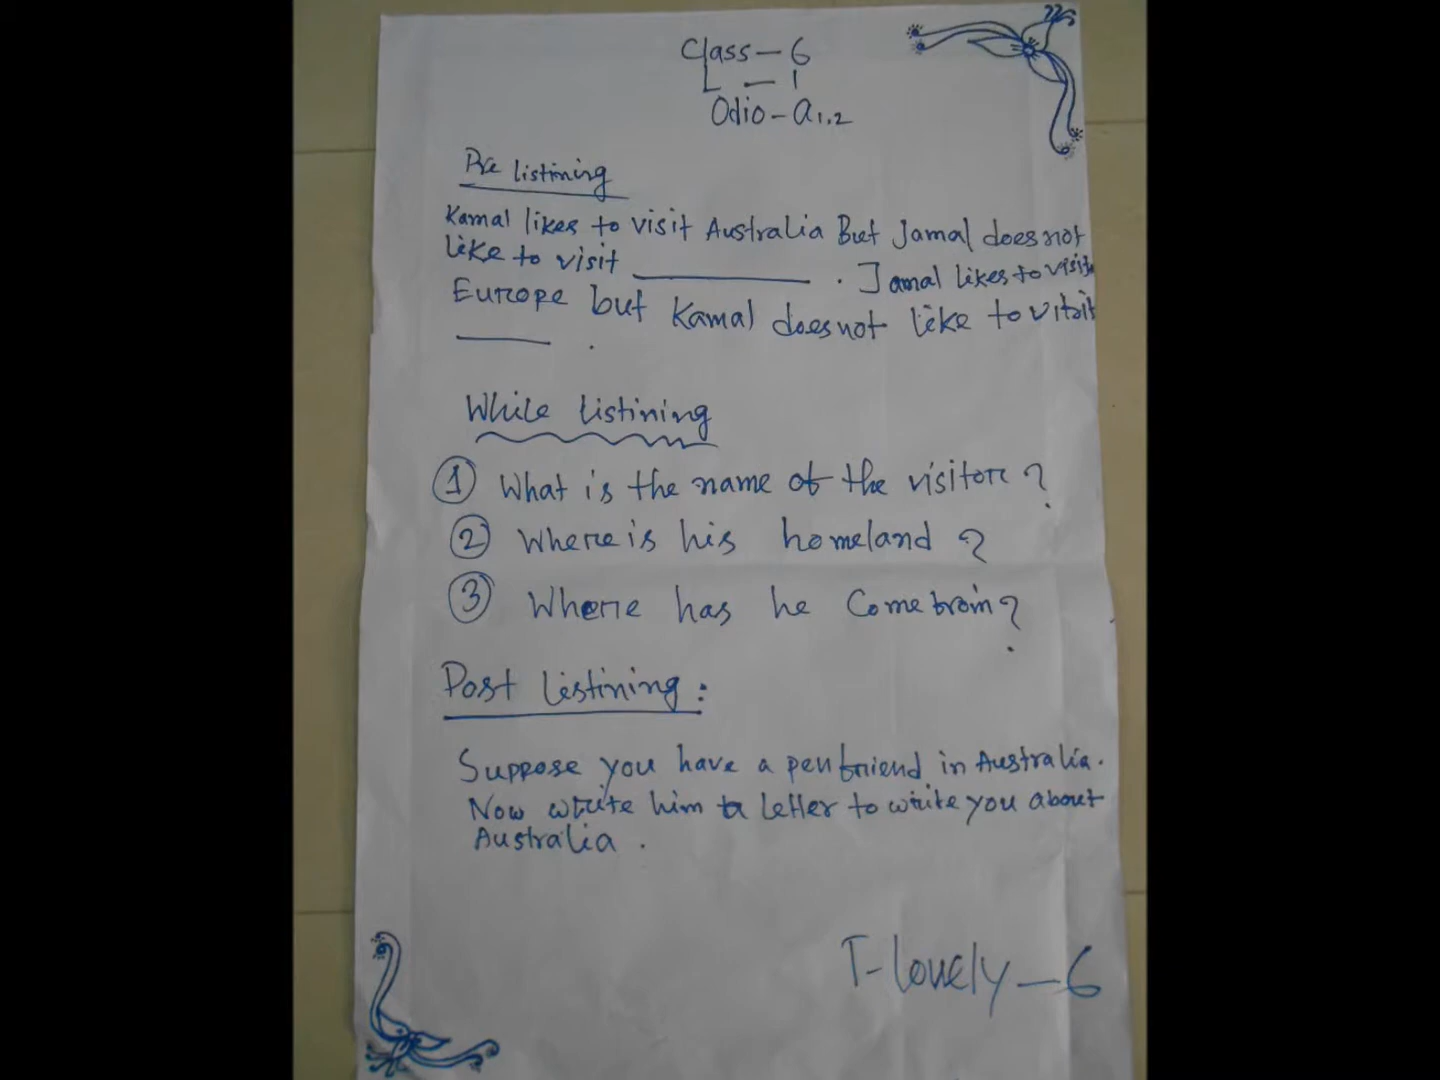 Class - 6
L - 1
Odio - a1,2
Pre listining
Kamal likes to visit Australia But Jamal does not
like to visit ________ . Jamal likes to visit
Europe but Kamal does not like to vitsit
____ .
While listining
① What is the name of the visitor ?
② Where is his homeland ?
③ Where has he Come from ?
Post listining :
Suppose you have a pen friend in Australia.
Now write him a letter to write you about
Australia .
T-lovely-6